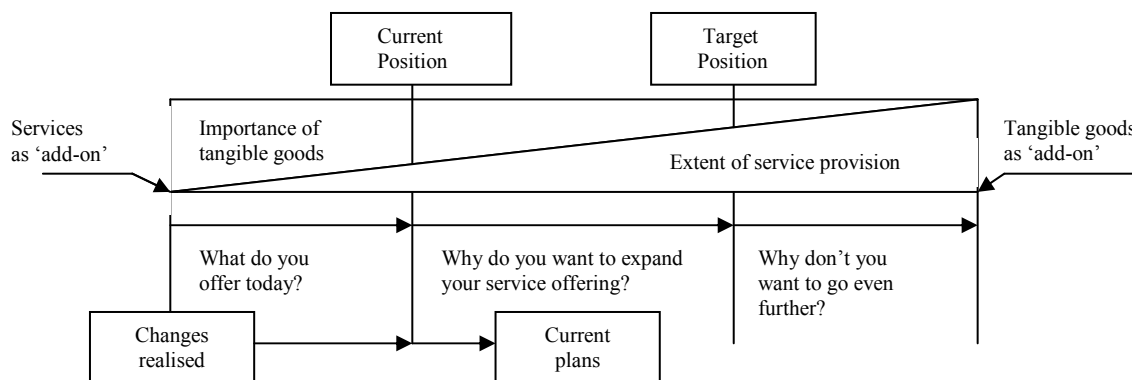 Current
Position
Target
Position
Services
as ‘add-on’
Importance of
tangible goods
Extent of service provision
Tangible goods
as ‘add-on’
What do you
offer today?
Why do you want to expand
your service offering?
Why don’t you
want to go even
further?
Changes
realised
Current
plans